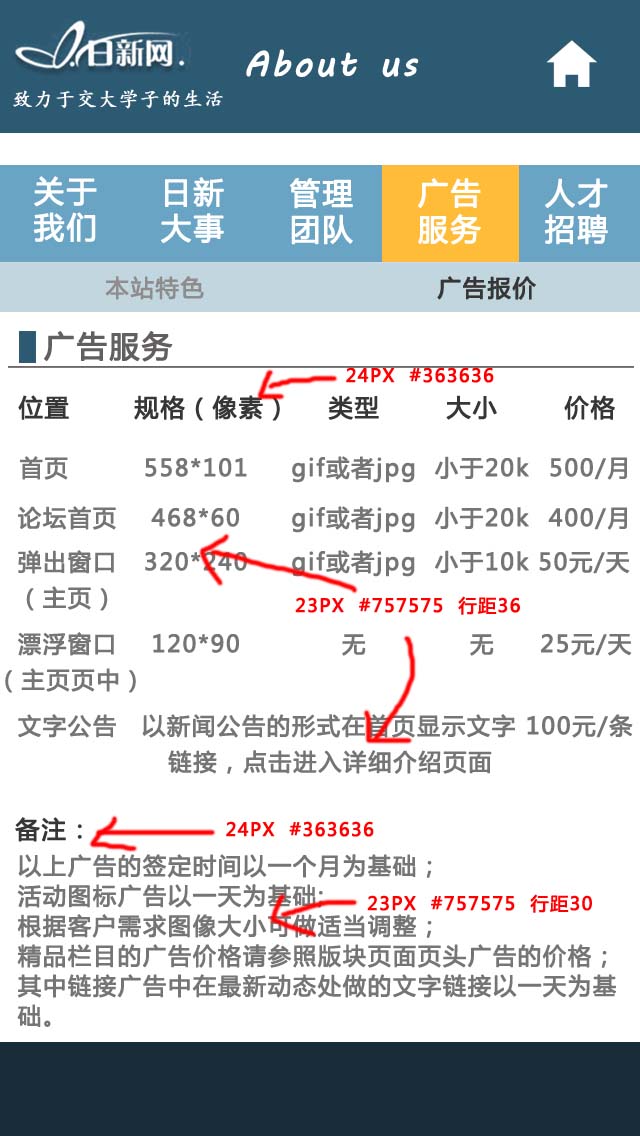 日新网.
About us
致力于交大学子的生活
关于我们 日新大事 管理团队 广告服务 人才招聘
本站特色 广告报价
广告服务
24PX #363636
位置 规格（像素） 类型 大小 价格
首页 558*101 gif或者jpg 小于20k 500/月
论坛首页 468*60 gif或者jpg 小于20k 400/月
弹出窗口 320*240 gif或者jpg 小于10k 50元/天
（主页）
23PX #757575 行距36
漂浮窗口 120*90 无 无 25元/天
（主页页中）
文字公告 以新闻公告的形式在首页显示文字 100元/条
链接，点击进入详细介绍页面
备注：
24PX #363636
以上广告的签定时间以一个月为基础；
活动图标广告以一天为基础;
23PX #757575 行距30
根据客户需求图像大小可做适当调整；
精品栏目的广告价格请参照版块页面页头广告的价格；
其中链接广告中在最新动态处做的文字链接以一天为基
础。